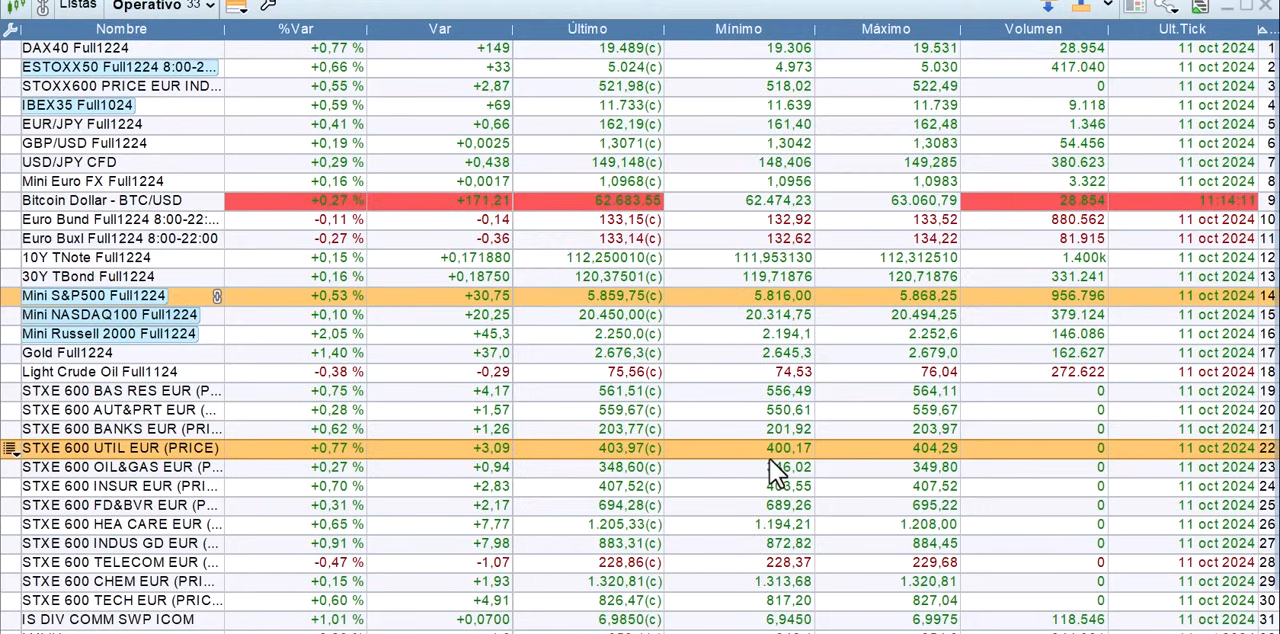 Listas Operativo 33
Nombre %Var Var Último Mínimo Máximo Volumen Ult.Tick
DAX40 Full1224 +0,77 % +149 19.489(c) 19.306 19.531 28.954 11 oct 2024 1
ESTOXX50 Full1224 8:00-2... +0,66 % +33 5.024(c) 4.973 5.030 417.040 11 oct 2024 2
STOXX600 PRICE EUR IND... +0,55 % +2,87 521,98(c) 518,02 522,49 0 11 oct 2024 3
IBEX35 Full1024 +0,59 % +69 11.733(c) 11.639 11.739 9.118 11 oct 2024 4
EUR/JPY Full1224 +0,41 % +0,66 162,19(c) 161,40 162,48 1.346 11 oct 2024 5
GBP/USD Full1224 +0,19 % +0,0025 1,3071(c) 1,3042 1,3083 54.456 11 oct 2024 6
USD/JPY CFD +0,29 % +0,438 149,148(c) 148,406 149,285 380.623 11 oct 2024 7
Mini Euro FX Full1224 +0,16 % +0,0017 1,0968(c) 1,0956 1,0983 3.322 11 oct 2024 8
Bitcoin Dollar - BTC/USD +0,27 % +171,21 62.683,55 62.474,23 63.060,79 28.854 11:14:11 9
Euro Bund Full1224 8:00-22:... -0,11 % -0,14 133,15(c) 132,92 133,52 880.562 11 oct 2024 10
Euro Buxl Full1224 8:00-22:00 -0,27 % -0,36 133,14(c) 132,62 134,22 81.915 11 oct 2024 11
10Y TNote Full1224 +0,15 % +0,171880 112,250010(c) 111,953130 112,312510 1.400k 11 oct 2024 12
30Y TBond Full1224 +0,16 % +0,18750 120,37501(c) 119,71876 120,71876 331.241 11 oct 2024 13
Mini S&P500 Full1224 +0,53 % +30,75 5.859,75(c) 5.816,00 5.868,25 956.796 11 oct 2024 14
Mini NASDAQ100 Full1224 +0,10 % +20,25 20.450,00(c) 20.314,75 20.494,25 379.124 11 oct 2024 15
Mini Russell 2000 Full1224 +2,05 % +45,3 2.250,0(c) 2.194,1 2.252,6 146.086 11 oct 2024 16
Gold Full1224 +1,40 % +37,0 2.676,3(c) 2.645,3 2.679,0 162.627 11 oct 2024 17
Light Crude Oil Full1124 -0,38 % -0,29 75,56(c) 74,53 76,04 272.622 11 oct 2024 18
STXE 600 BAS RES EUR (P... +0,75 % +4,17 561,51(c) 556,49 564,11 0 11 oct 2024 19
STXE 600 AUT&PRT EUR (... +0,28 % +1,57 559,67(c) 550,61 559,67 0 11 oct 2024 20
STXE 600 BANKS EUR (PRI... +0,62 % +1,26 203,77(c) 201,92 203,97 0 11 oct 2024 21
STXE 600 UTIL EUR (PRICE) +0,77 % +3,09 403,97(c) 400,17 404,29 0 11 oct 2024 22
STXE 600 OIL&GAS EUR (P... +0,27 % +0,94 348,60(c) 349,80 0 11 oct 2024 23
STXE 600 INSUR EUR (PRI... +0,70 % +2,83 407,52(c) 407,52 0 11 oct 2024 24
STXE 600 FD&BVR EUR (P... +0,31 % +2,17 694,28(c) 689,26 695,22 0 11 oct 2024 25
STXE 600 HEA CARE EUR (... +0,65 % +7,77 1.205,33(c) 1.194,21 1.208,00 0 11 oct 2024 26
STXE 600 INDUS GD EUR (... +0,91 % +7,98 883,31(c) 872,82 884,45 0 11 oct 2024 27
STXE 600 TELECOM EUR (... -0,47 % -1,07 228,86(c) 228,37 229,68 0 11 oct 2024 28
STXE 600 CHEM EUR (PRI... +0,15 % +1,93 1.320,81(c) 1.313,68 1.320,81 0 11 oct 2024 29
STXE 600 TECH EUR (PRIC... +0,60 % +4,91 826,47(c) 817,20 827,04 0 11 oct 2024 30
IS DIV COMM SWP ICOM +1,01 % +0,0700 6,9850(c) 6,9450 6,9975 118.546 11 oct 2024 31